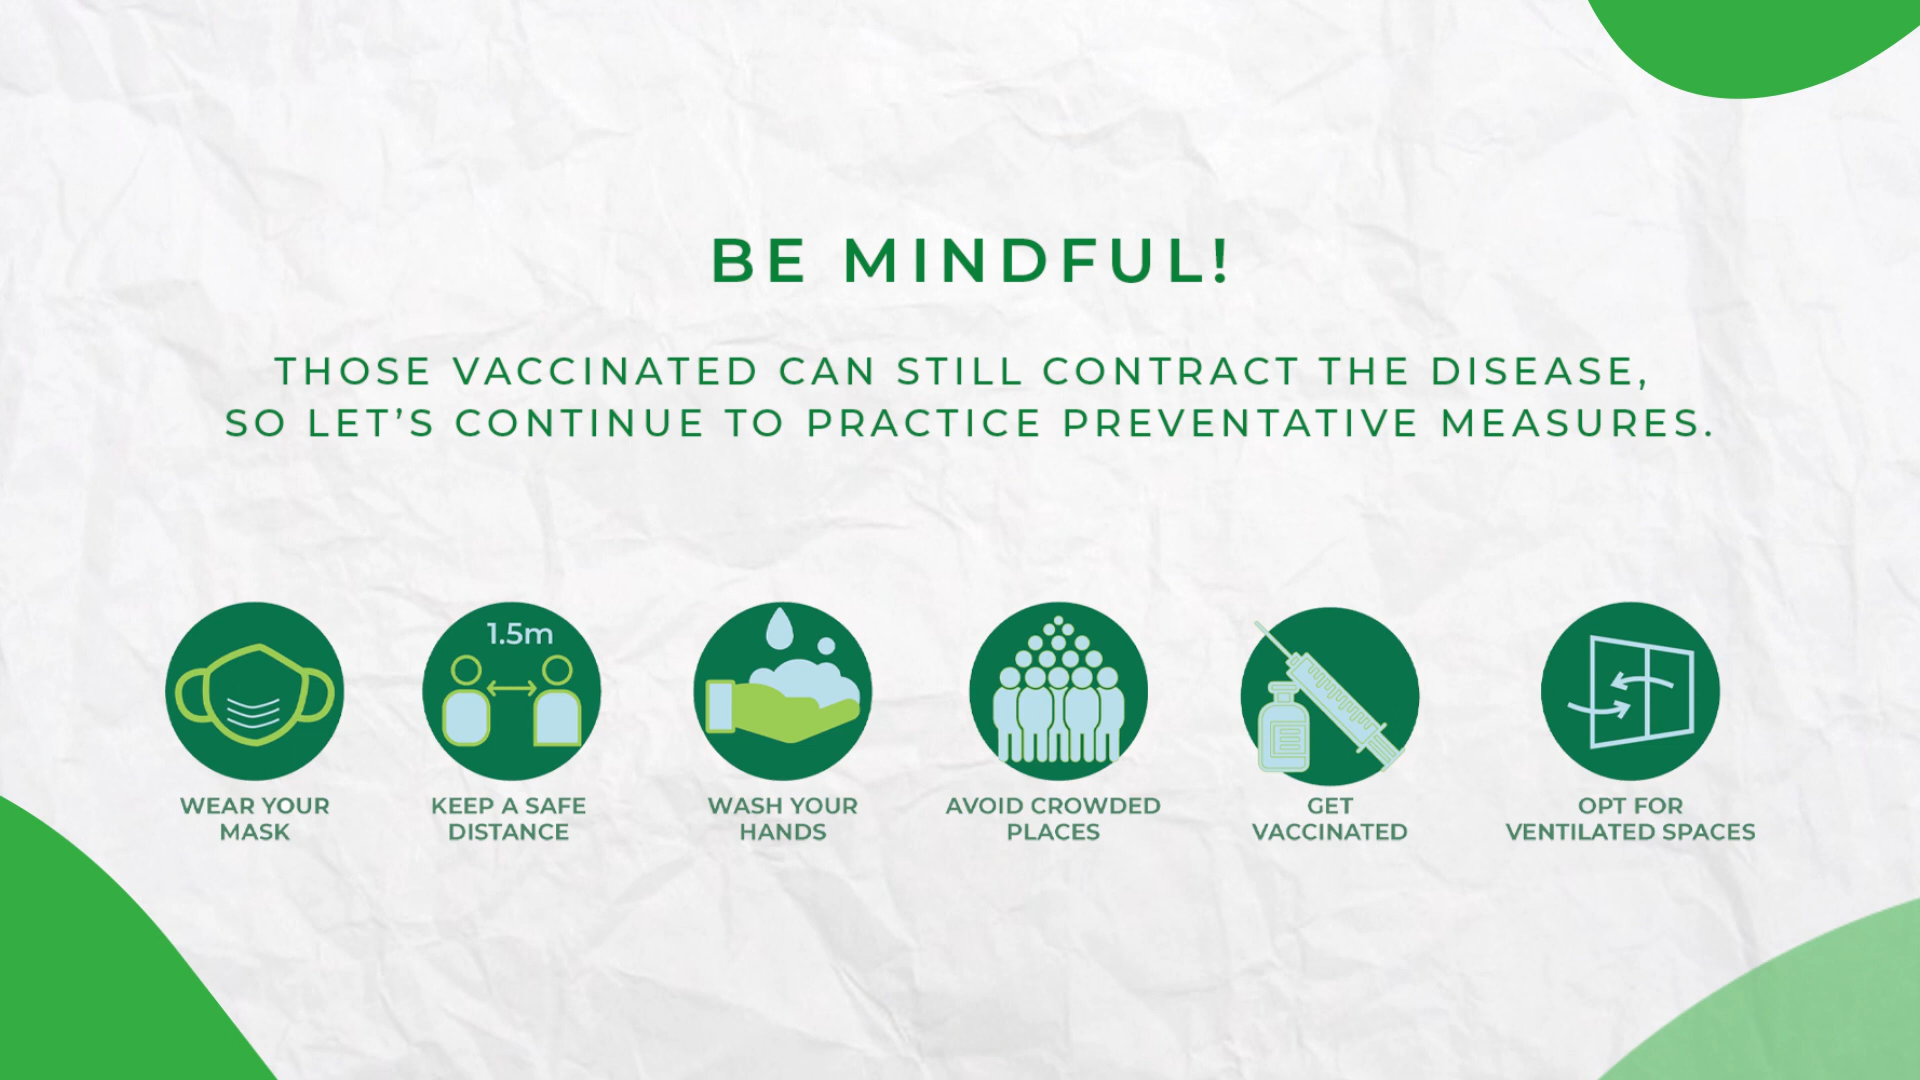 BE MINDFUL!
THOSE VACCINATED CAN STILL CONTRACT THE DISEASE,
SO LET’S CONTINUE TO PRACTICE PREVENTATIVE MEASURES.
1.5m
WEAR YOUR
MASK
KEEP A SAFE
DISTANCE
WASH YOUR
HANDS
AVOID CROWDED
PLACES
GET
VACCINATED
OPT FOR
VENTILATED SPACES